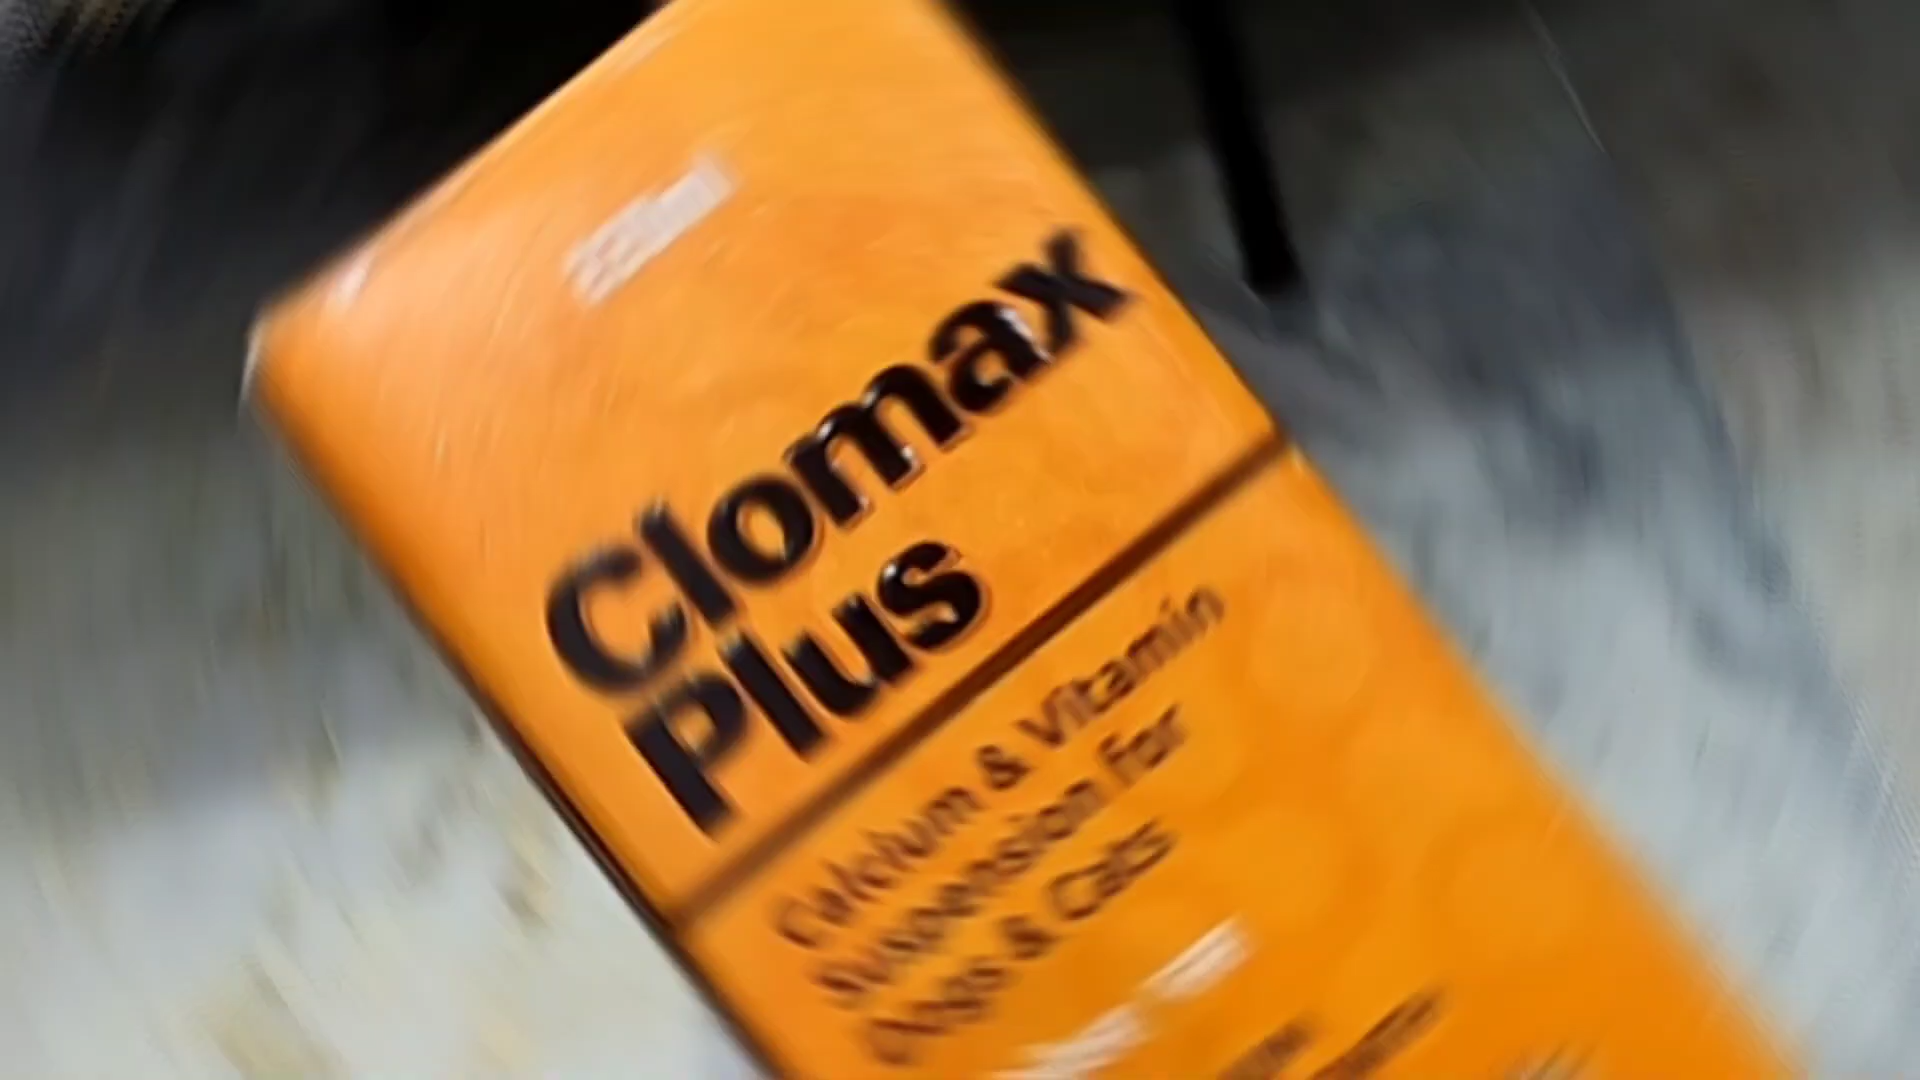 Clomax
Plus
Calcium & Vitamin
Suspension For
Dogs & Cats